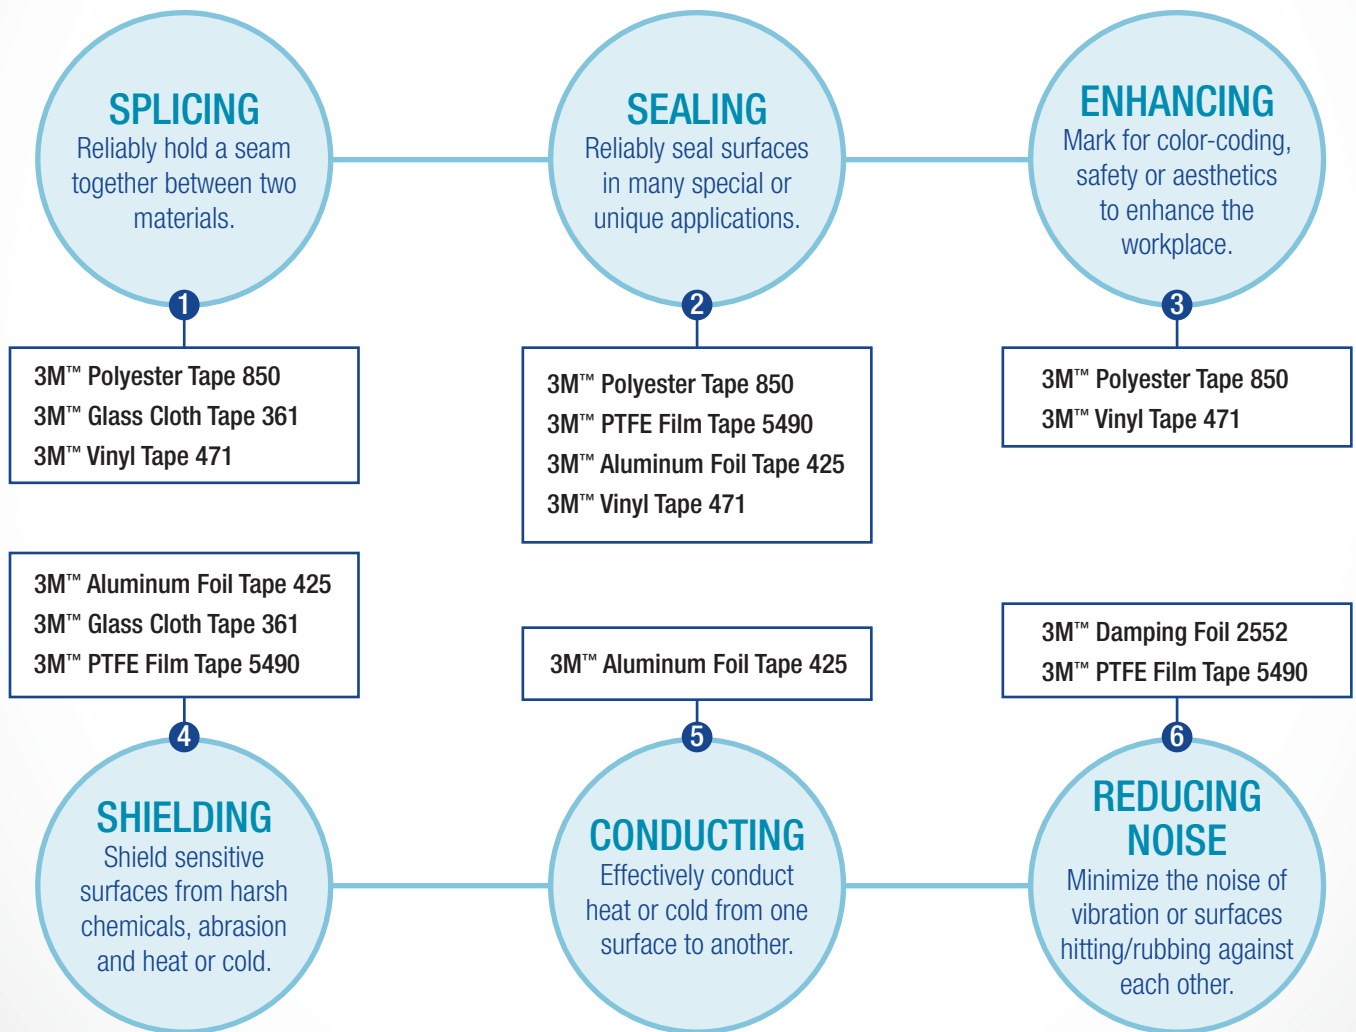 SPLICING
Reliably hold a seam
together between two
materials.
1
3M™ Polyester Tape 850
3M™ Glass Cloth Tape 361
3M™ Vinyl Tape 471
SEALING
Reliably seal surfaces
in many special or
unique applications.
2
3M™ Polyester Tape 850
3M™ PTFE Film Tape 5490
3M™ Aluminum Foil Tape 425
3M™ Vinyl Tape 471
ENHANCING
Mark for color-coding,
safety or aesthetics
to enhance the
workplace.
3
3M™ Polyester Tape 850
3M™ Vinyl Tape 471
3M™ Aluminum Foil Tape 425
3M™ Glass Cloth Tape 361
3M™ PTFE Film Tape 5490
4
SHIELDING
Shield sensitive
surfaces from harsh
chemicals, abrasion
and heat or cold.
3M™ Aluminum Foil Tape 425
5
CONDUCTING
Effectively conduct
heat or cold from one
surface to another.
3M™ Damping Foil 2552
3M™ PTFE Film Tape 5490
6
REDUCING
NOISE
Minimize the noise of
vibration or surfaces
hitting/rubbing against
each other.